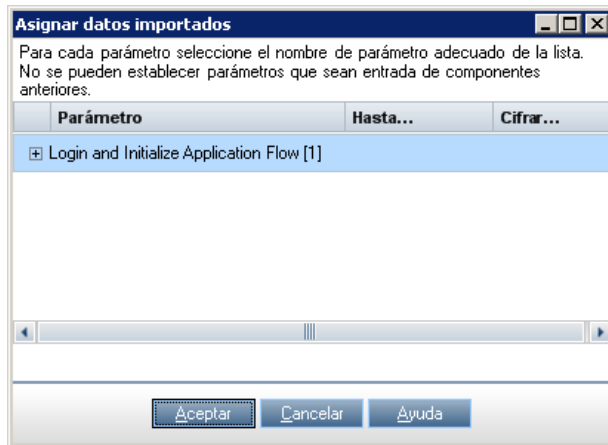 Asignar datos importados
Para cada parámetro seleccione el nombre de parámetro adecuado de la lista.
No se pueden establecer parámetros que sean entrada de componentes
anteriores.
Parámetro Hasta... Cifrar...
Login and Initialize Application Flow [1]
Aceptar Cancelar Ayuda